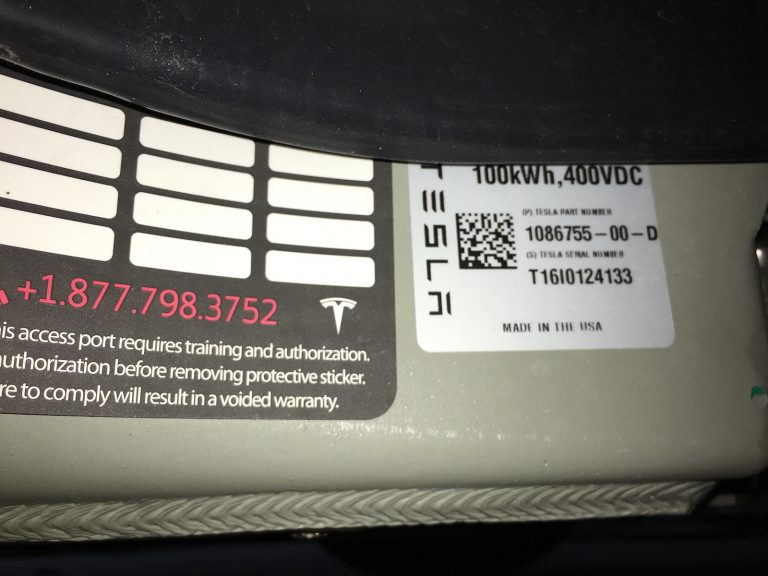 +1.877.798.3752
is access port requires training and authorization.
uthorization before removing protective sticker.
re to comply will result in a voided warranty.
TESLA
100kWh,400VDC
(P) TESLA PART NUMBER
1086755-00-D
(S) TESLA SERIAL NUMBER
T16I0124133
MADE IN THE USA